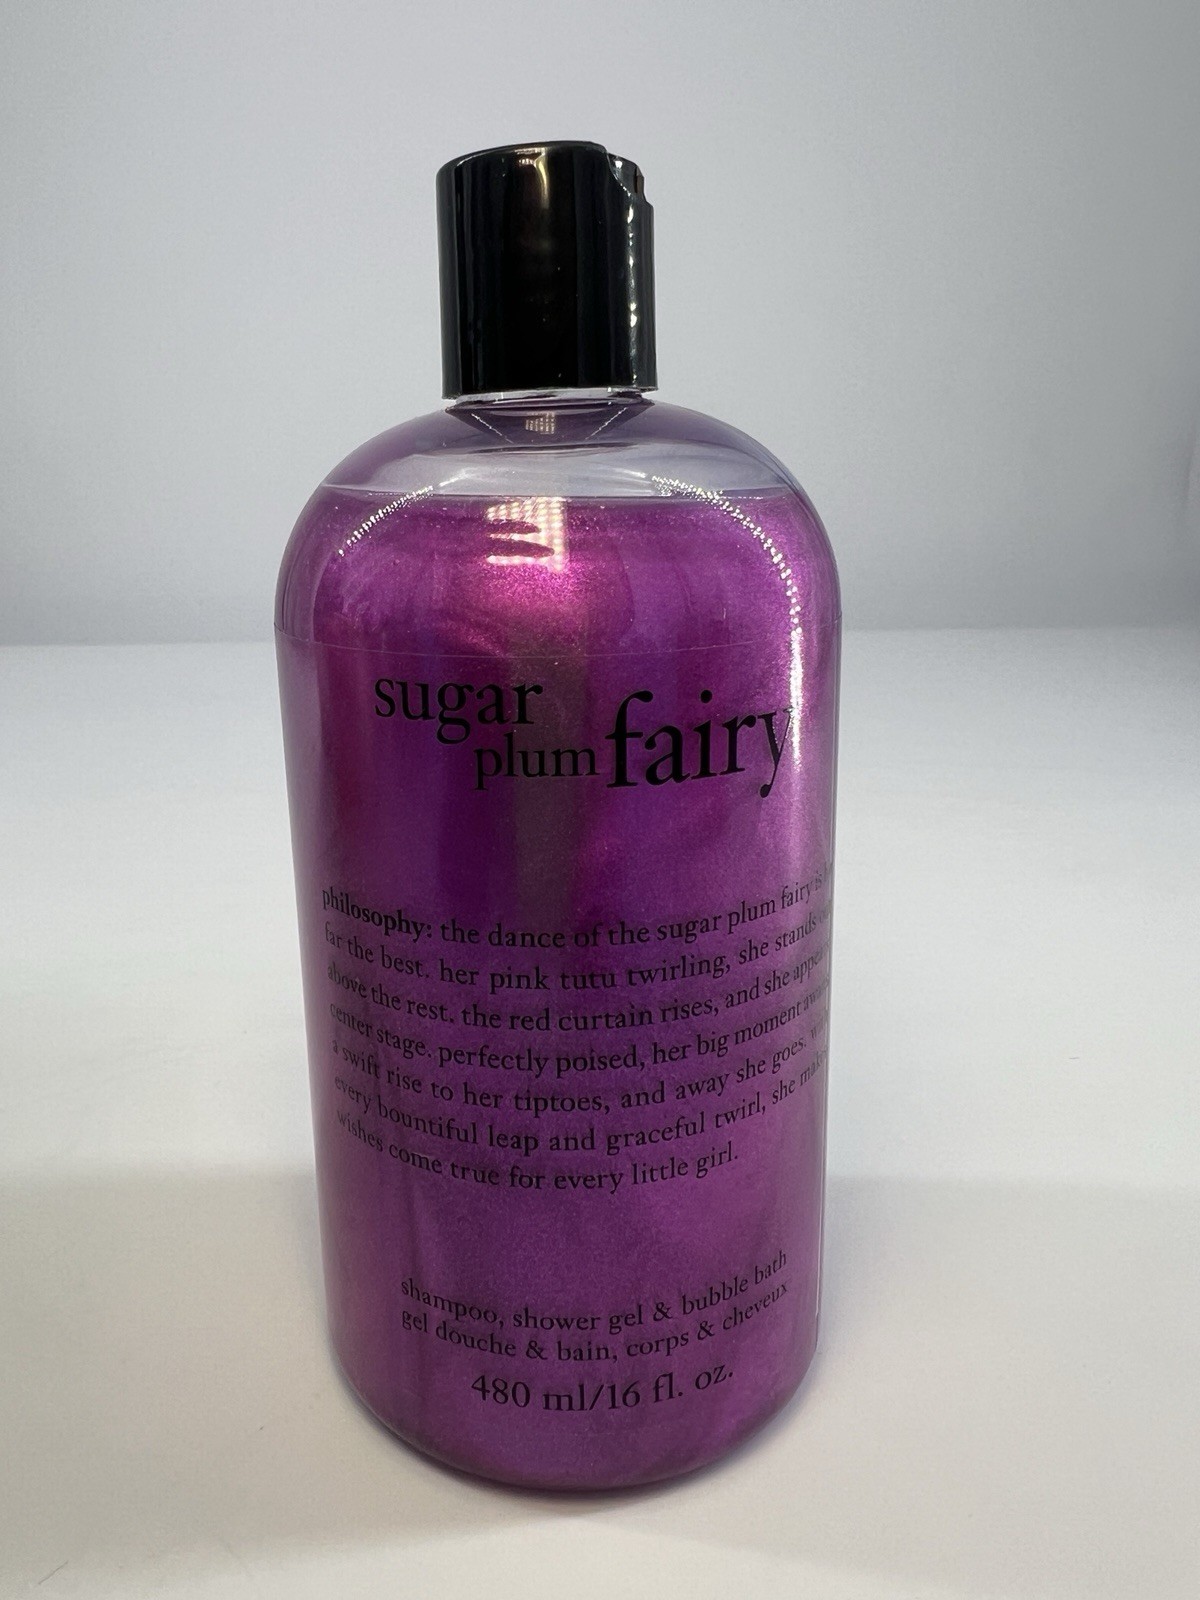 sugar
plum fairy
philosophy: the dance of the sugar plum fairy is
far the best. her pink tutu twirling, she stands
above the rest. the red curtain rises, and she
center stage. perfectly poised, her big moment
a swift rise to her tiptoes, and away she goes.
every bountiful leap and graceful twirl, she
wishes come true for every little girl.
shampoo, shower gel & bubble bath
gel douche & bain, corps & cheveux
480 ml/16 fl. oz.